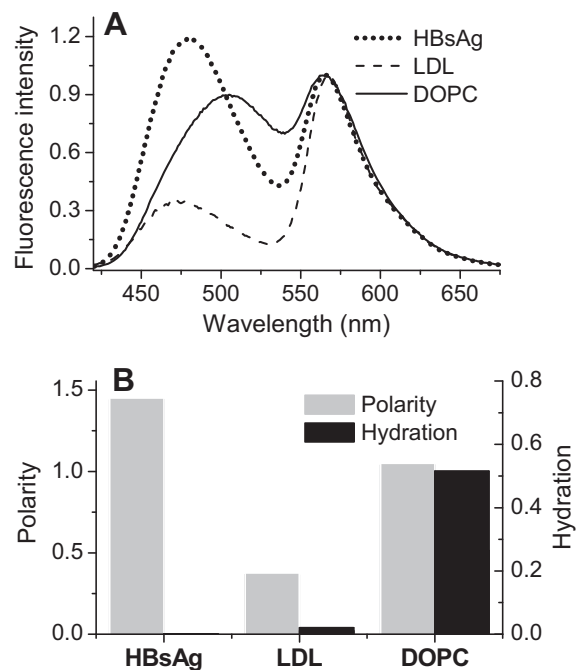 A
HBsAg
LDL
DOPC
Fluorescence intensity
1.2
0.9
0.6
0.3
0.0
450 500 550 600 650
Wavelength (nm)
B
Polarity
Hydration
Polarity
1.5
1.0
0.5
0.0
0.8
0.6
0.4
0.2
0.0
Hydration
HBsAg LDL DOPC